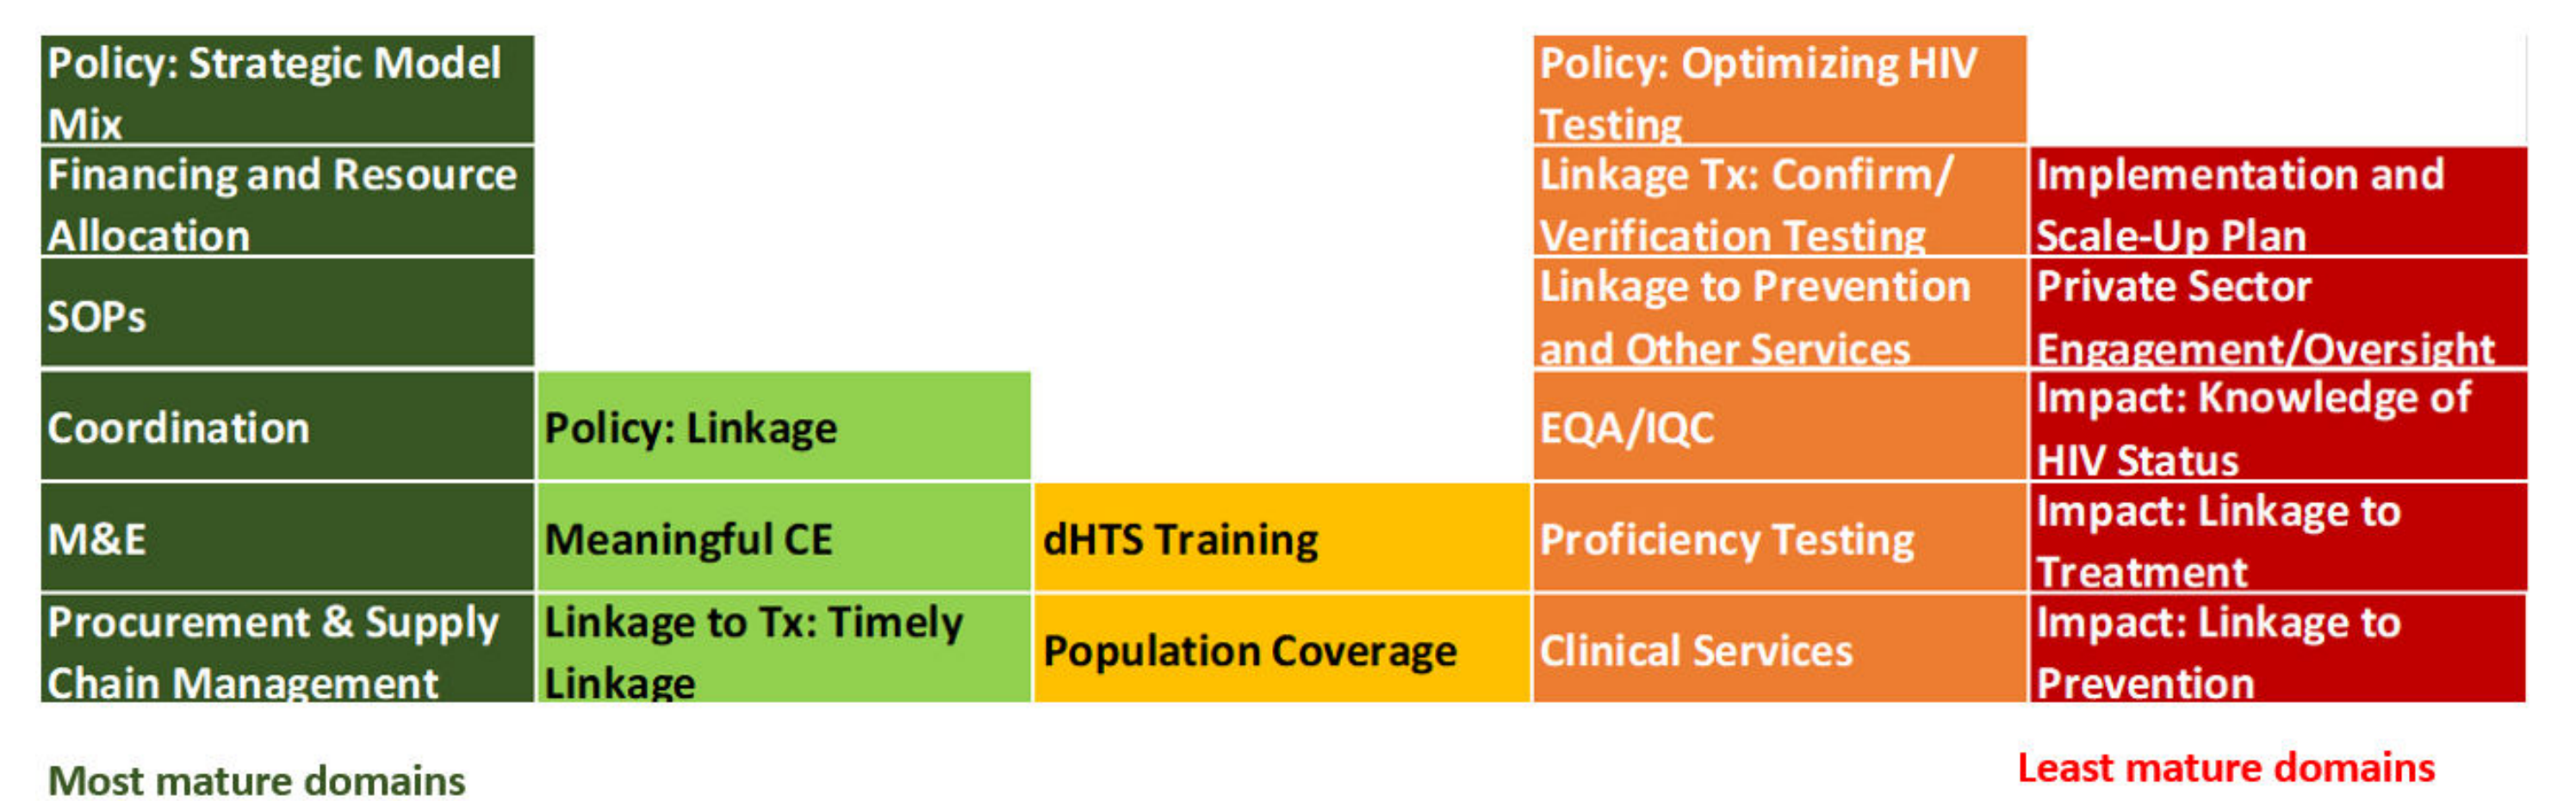 Policy: Strategic Model
Mix
Financing and Resource
Allocation
SOPs
Coordination
M&E
Procurement & Supply
Chain Management
Policy: Linkage
Meaningful CE
Linkage to Tx: Timely
Linkage
dHTS Training
Population Coverage
Policy: Optimizing HIV
Testing
Linkage Tx: Confirm/
Verification Testing
Linkage to Prevention
and Other Services
EQA/IQC
Proficiency Testing
Clinical Services
Implementation and
Scale-Up Plan
Private Sector
Engagement/Oversight
Impact: Knowledge of
HIV Status
Impact: Linkage to
Treatment
Impact: Linkage to
Prevention
Most mature domains
Least mature domains